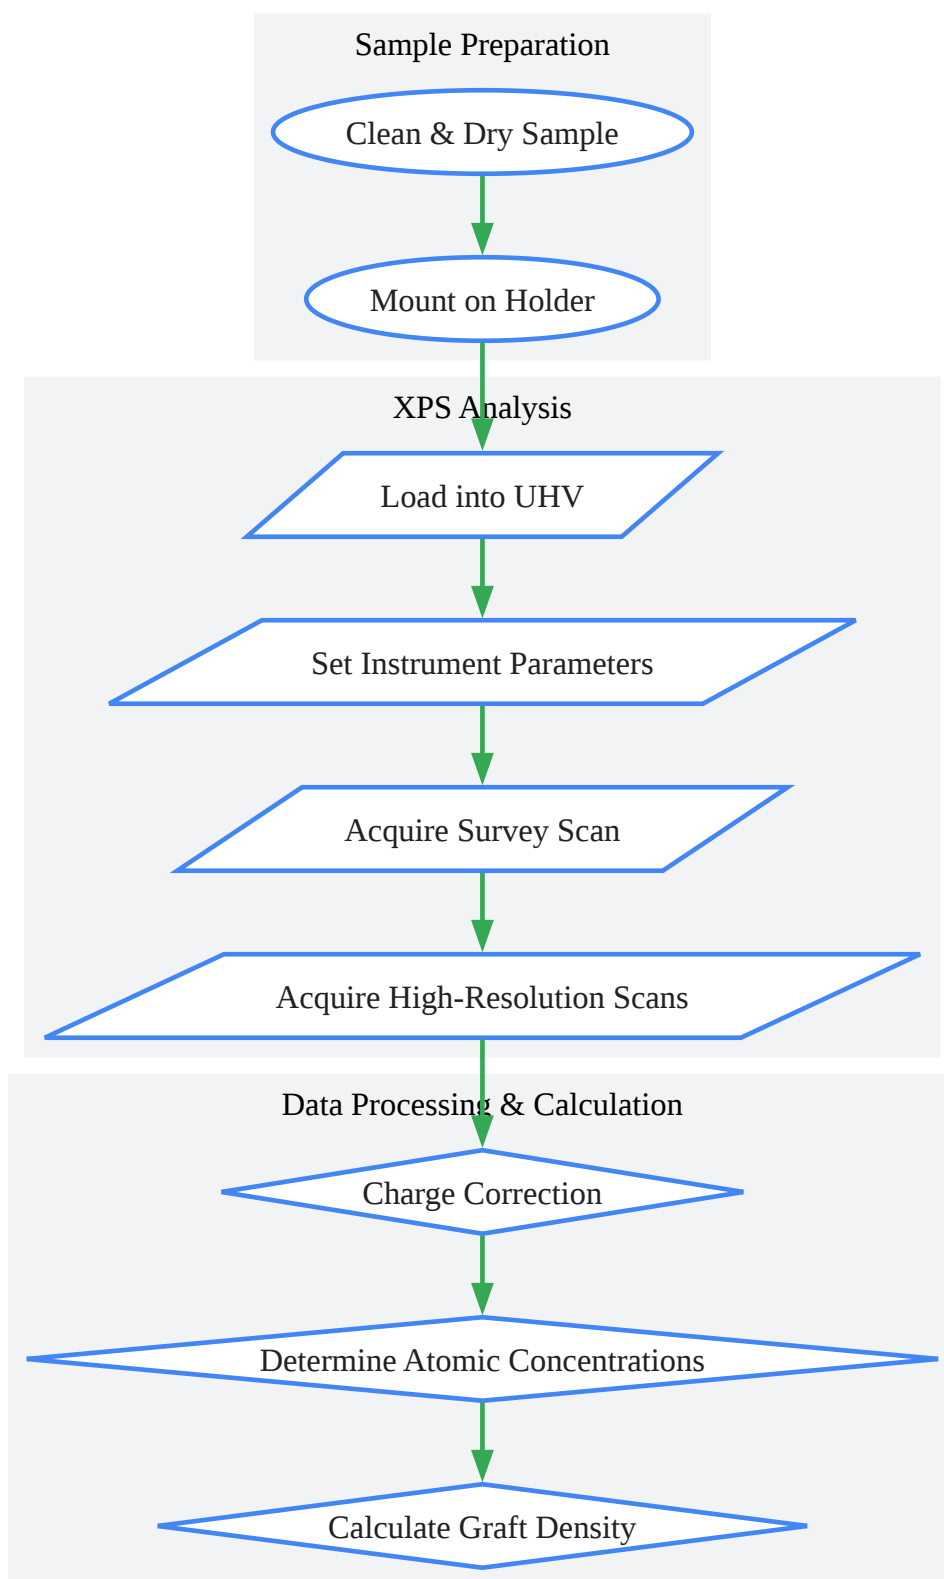 Sample Preparation
Clean & Dry Sample
Mount on Holder
XPS Analysis
Load into UHV
Set Instrument Parameters
Acquire Survey Scan
Acquire High-Resolution Scans
Data Processing & Calculation
Charge Correction
Determine Atomic Concentrations
Calculate Graft Density